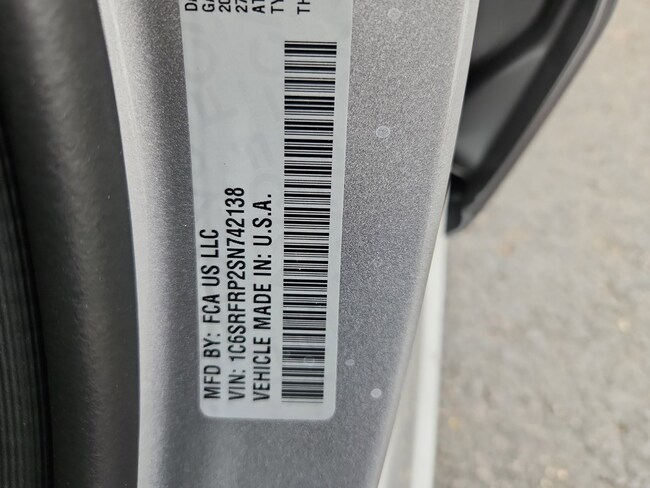 MFD BY: FCA US LLC
VIN: 1C6SRFRP2SN742138
VEHICLE MADE IN: U.S.A.